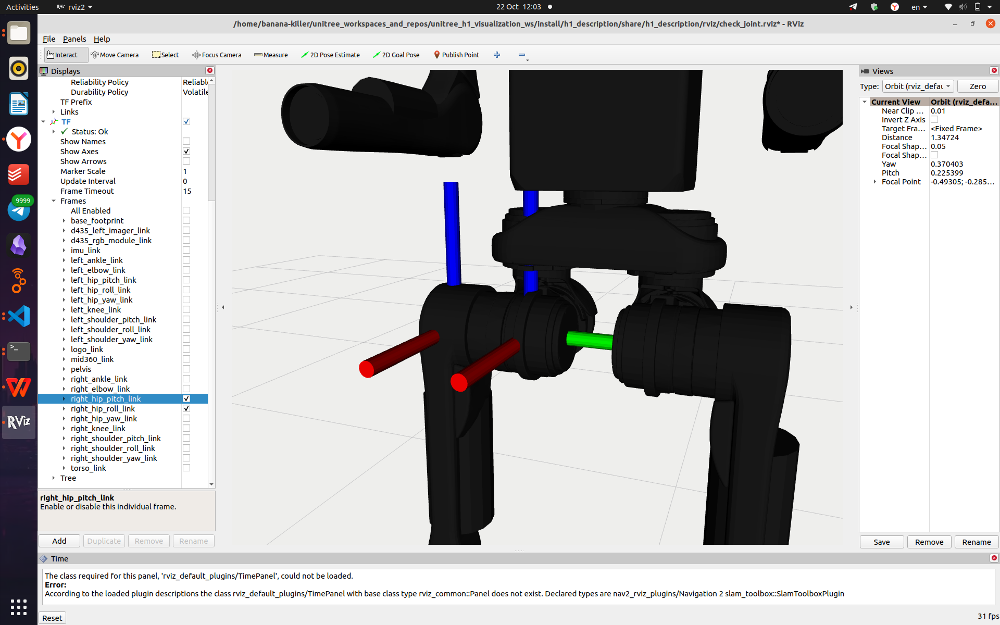 Activities
RViz
rviz2
22 Oct 12:03
en
/home/banana-killer/unitree_workspaces_and_repos/unitree_h1_visualization_ws/install/h1_description/share/h1_description/rviz/check_joint.rviz* - RViz
File
Panels
Help
Interact
Move Camera
Select
Focus Camera
Measure
2D Pose Estimate
2D Goal Pose
Publish Point
Displays
Reliability Policy
Reliabl
Durability Policy
Volatile
TF Prefix
Links
TF
Status: Ok
Show Names
Show Axes
Show Arrows
Marker Scale
1
Update Interval
0
Frame Timeout
15
Frames
All Enabled
base_footprint
d435_left_imager_link
d435_rgb_module_link
imu_link
left_ankle_link
left_elbow_link
left_hip_pitch_link
left_hip_roll_link
left_hip_yaw_link
left_knee_link
left_shoulder_pitch_link
left_shoulder_roll_link
left_shoulder_yaw_link
logo_link
mid360_link
pelvis
right_ankle_link
right_elbow_link
right_hip_pitch_link
right_hip_roll_link
right_hip_yaw_link
right_knee_link
right_shoulder_pitch_link
right_shoulder_roll_link
right_shoulder_yaw_link
torso_link
Tree
right_hip_pitch_link
Enable or disable this individual frame.
Add
Duplicate
Remove
Rename
Views
Type:
Orbit (rviz_defau
Zero
Current View
Orbit (rviz_defa...
Near Clip ...
0.01
Invert Z Axis
Target Fra...
<Fixed Frame>
Distance
1.34724
Focal Shap...
0.05
Focal Shap...
Yaw
0.370403
Pitch
0.225399
Focal Point
-0.49305; -0.285...
Save
Remove
Rename
Time
The class required for this panel, 'rviz_default_plugins/TimePanel', could not be loaded.
Error:
According to the loaded plugin descriptions the class rviz_default_plugins/TimePanel with base class type rviz_common::Panel does not exist. Declared types are nav2_rviz_plugins/Navigation 2 slam_toolbox::SlamToolboxPlugin
Reset
31 fps
9999
RViz